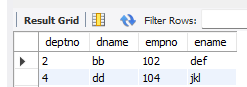 Result Grid Filter Rows:
deptno dname empno ename
2 bb 102 def
4 dd 104 jkl